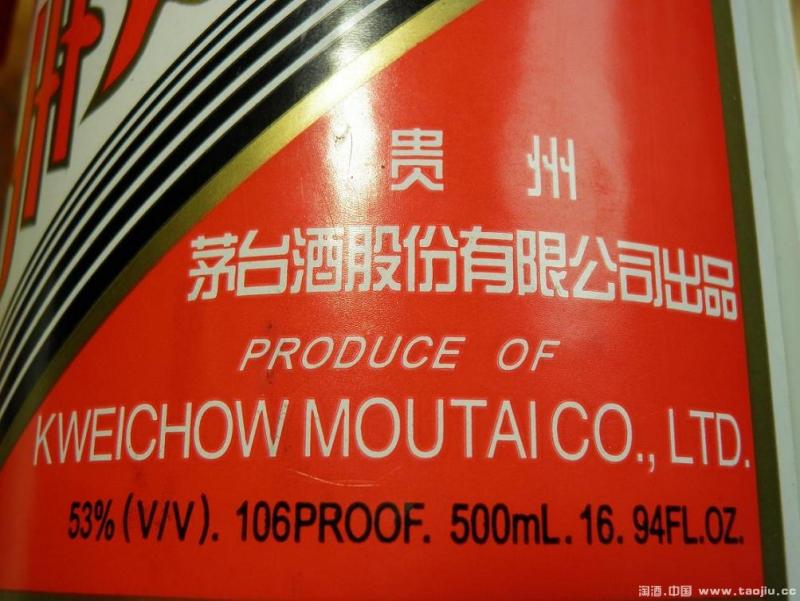 贵 州
茅台酒股份有限公司出品
PRODUCE OF
KWEICHOW MOUTAI CO., LTD.
53% (V/V). 106PROOF. 500mL. 16. 94FL.OZ.
淘酒.中国 www.taojiu.cc